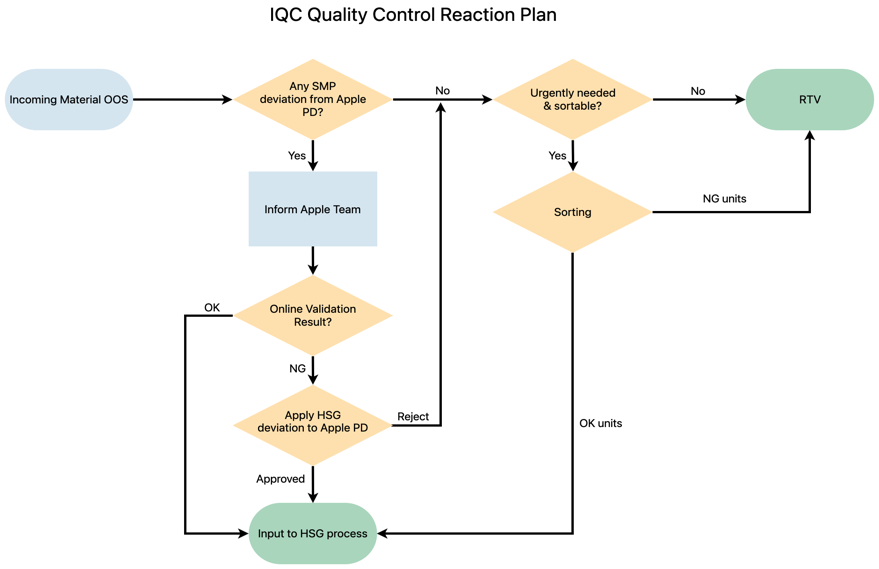 IQC Quality Control Reaction Plan
Incoming Material OOS
Any SMP
deviation from Apple
PD?
No
Urgently needed
& sortable?
No
RTV
Yes
Yes
Inform Apple Team
Sorting
NG units
OK
Online Validation
Result?
NG
Apply HSG
deviation to Apple PD
Reject
OK units
Approved
Input to HSG process